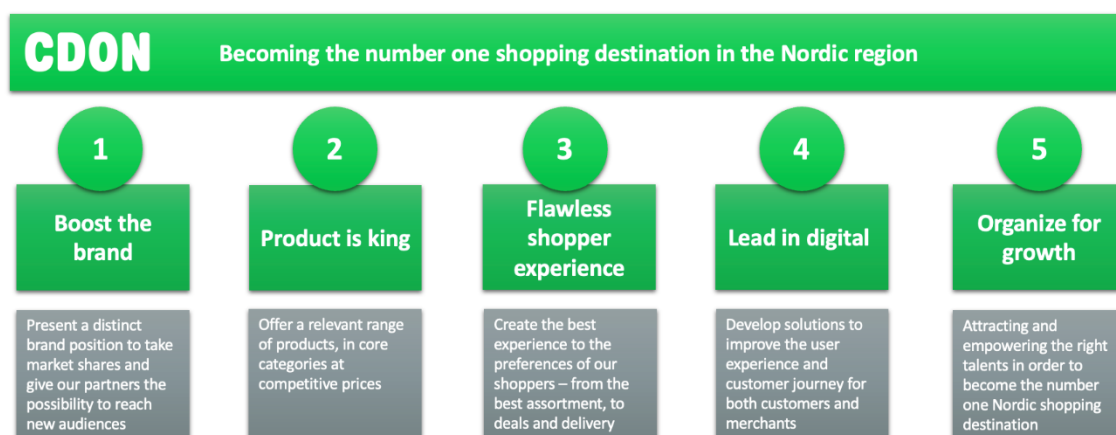 CDON
Becoming the number one shopping destination in the Nordic region
1
Boost the
brand
Present a distinct
brand position to take
market shares and
give our partners the
possibility to reach
new audiences
2
Product is king
Offer a relevant range
of products, in core
categories at
competitive prices
3
Flawless
shopper
experience
Create the best
experience to the
preferences of our
shoppers – from the
best assortment, to
deals and delivery
4
Lead in digital
Develop solutions to
improve the user
experience and
customer journey for
both customers and
merchants
5
Organize for
growth
Attracting and
empowering the right
talents in order to
become the number
one Nordic shopping
destination